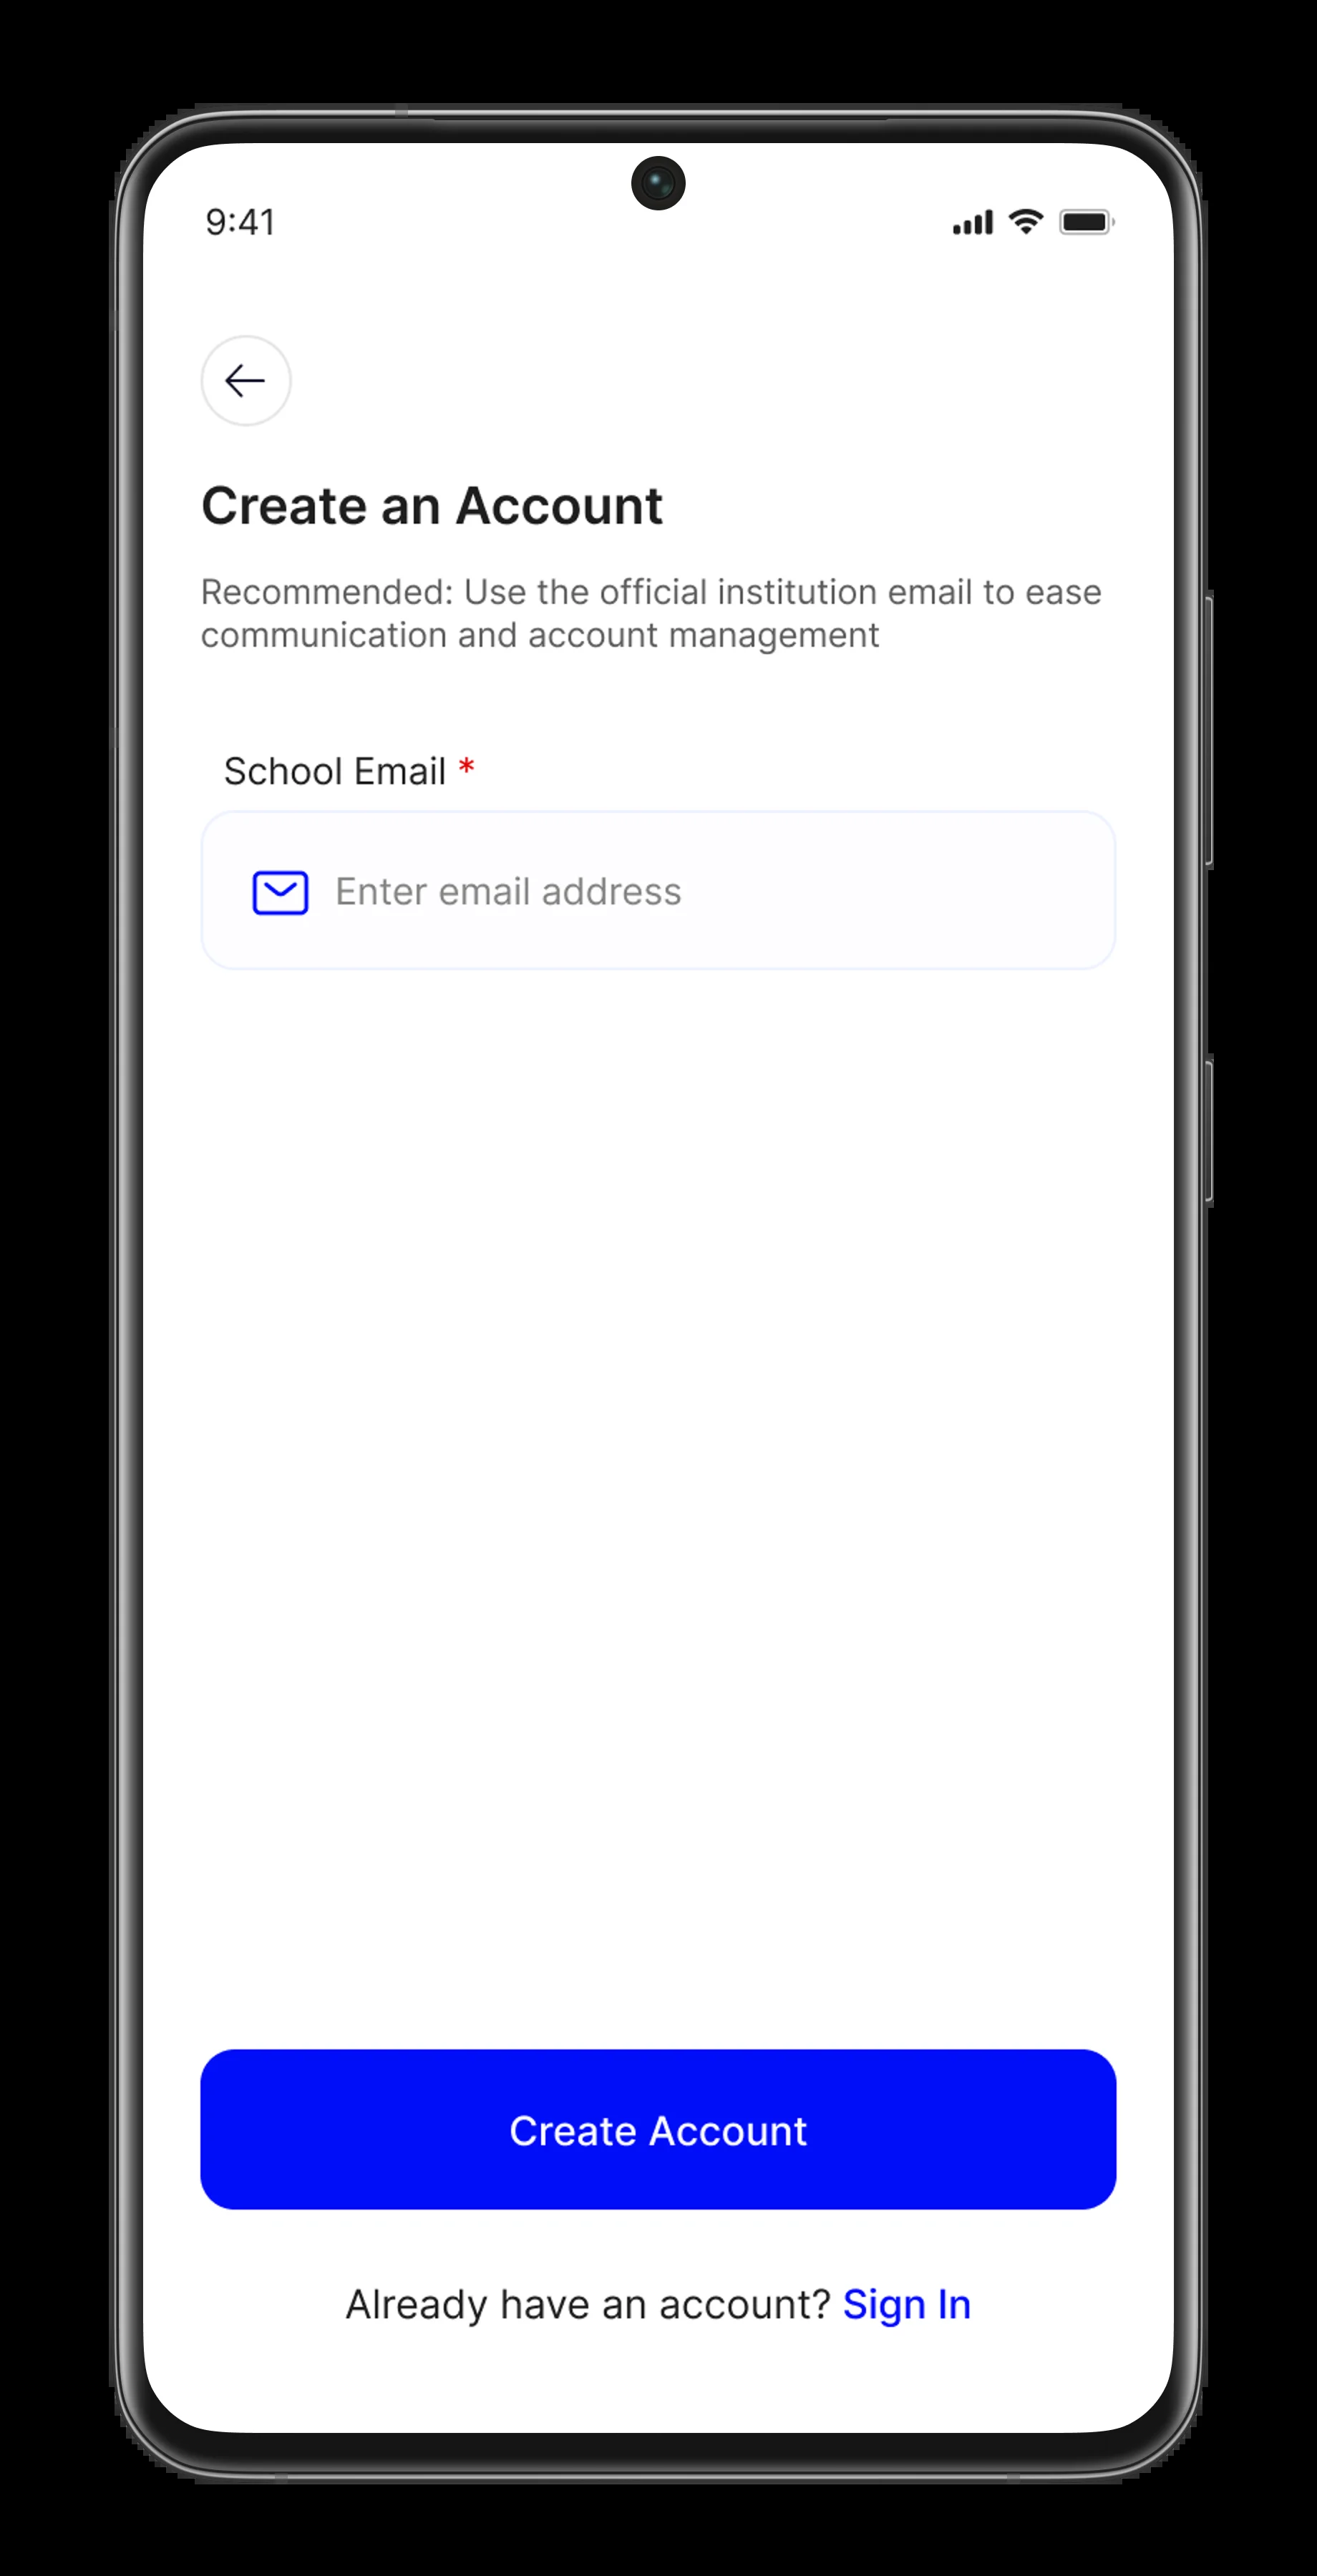 9:41
Create an Account
Recommended: Use the official institution email to ease
communication and account management
School Email *
Enter email address
Create Account
Already have an account? Sign In